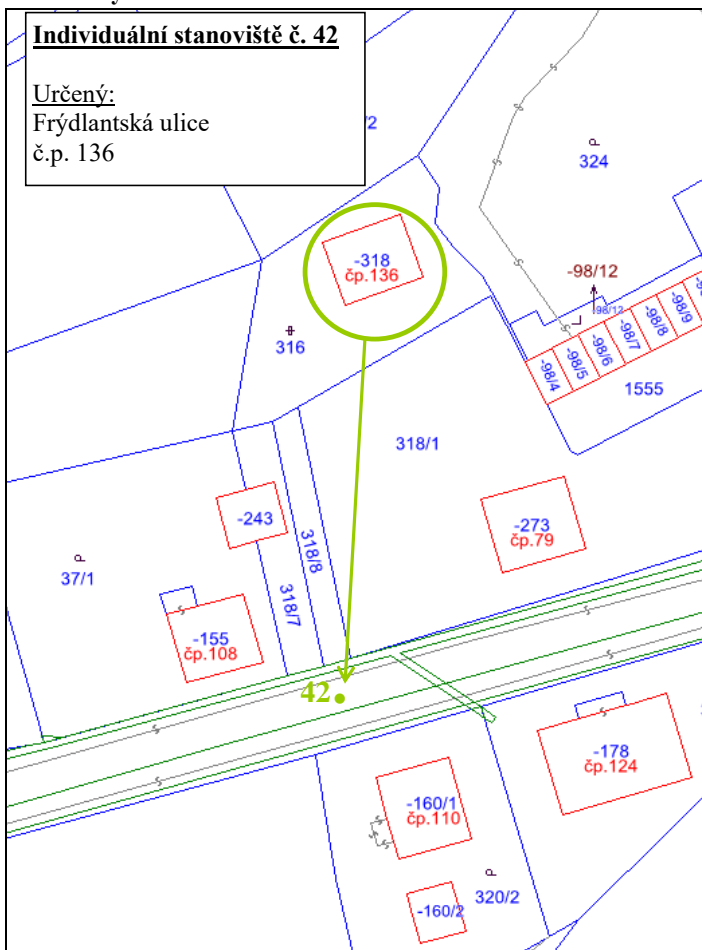 Individuální stanoviště č. 42
Určený:
Frýdlantská ulice
č.p. 136
/2
324
-318
čp.136
-98/12
-98/12
316
-98/4
-98/5
-98/6
-98/7
-98/8
-98/9
1555
318/1
-243
318/8
318/7
-273
čp.79
37/1
-155
čp.108
42.
-178
čp.124
-160/1
čp.110
320/2
-160/2